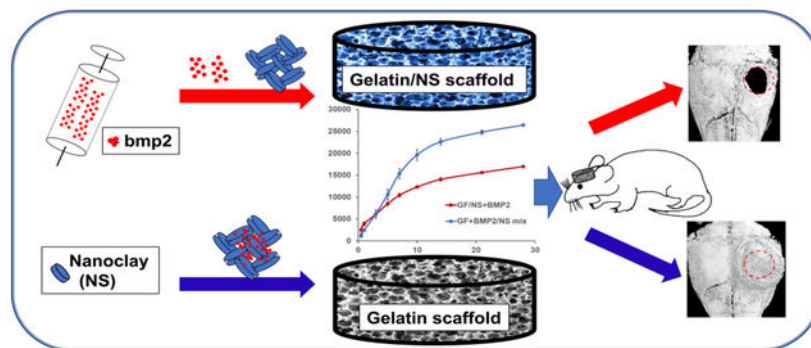 Gelatin/NS scaffold
bmp2
30000
25000
20000
15000
10000
5000
0
0
10
20
30
GF/NS+BMP2
GF+BMP2/NS mix
Nanoclay
(NS)
Gelatin scaffold